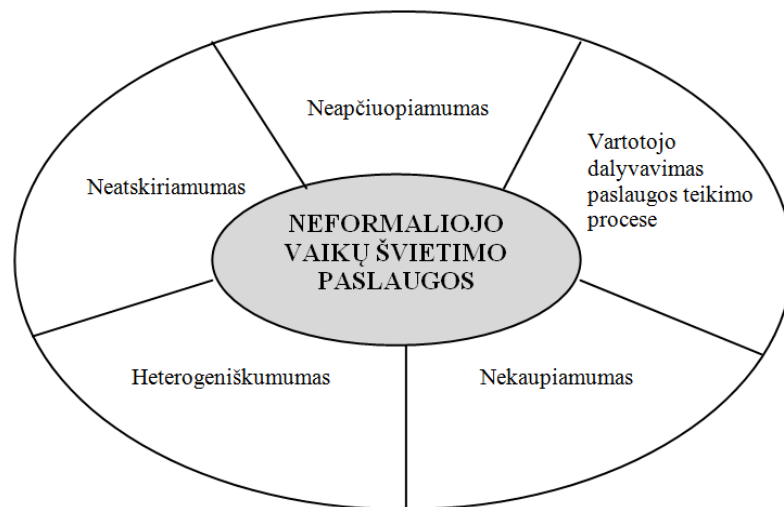 Neapčiuopiamumas
Vartotojo
dalyvavimas
paslaugos teikimo
procese
Neatskiriamumas
NEFORMALIOJO
VAIKŲ ŠVIETIMO
PASLAUGOS
Heterogeniškumumas
Nekaupiamumas